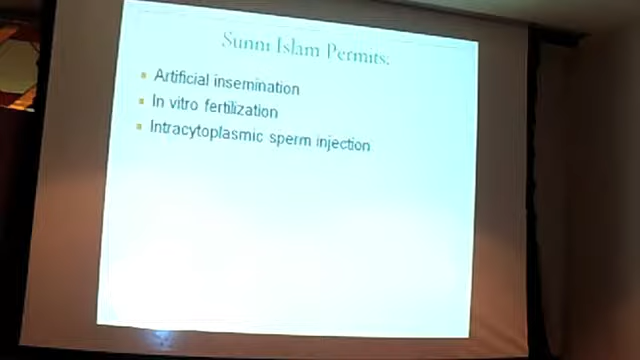 Sunni Islam Permits:
Artificial insemination
In vitro fertilization
Intracytoplasmic sperm injection